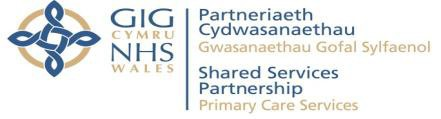 GIG
CYMRU
NHS
WALES
Partneriaeth
Cydwasanaethau
Gwasanaethau Gofal Sylfaenol
Shared Services
Partnership
Primary Care Services